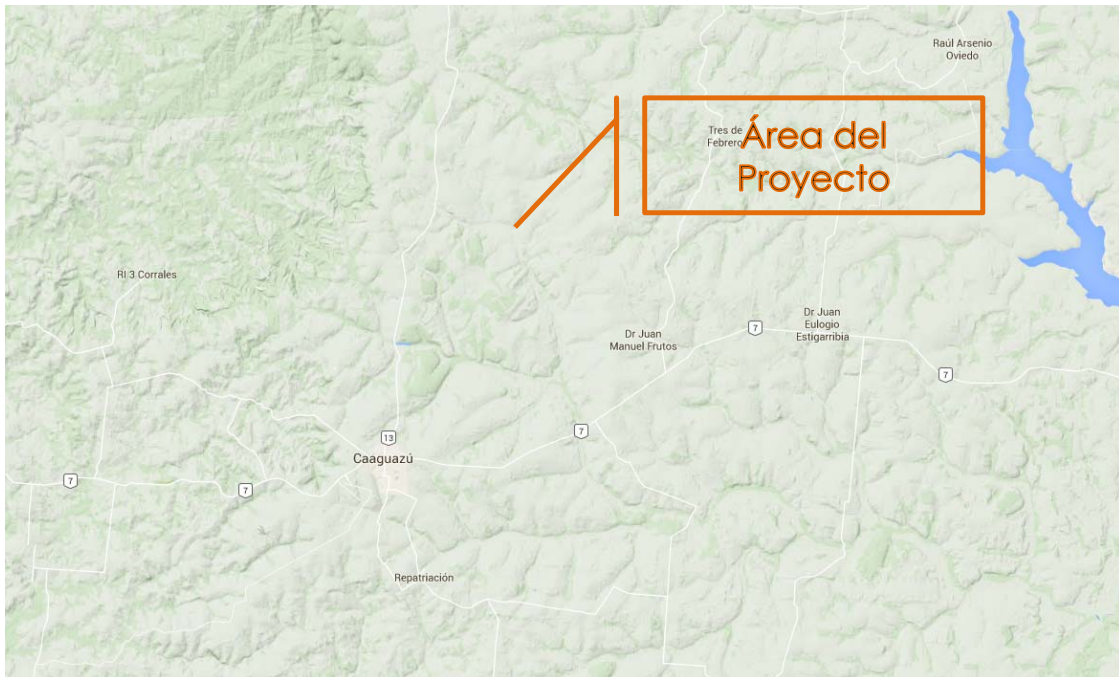 Raúl Arsenio
Oviedo
Tres de
Febrero
Área del
Proyecto
RI 3 Corrales
Dr Juan
Manuel Frutos
7
Dr Juan
Eulogio
Estigarribia
7
7
13
Caaguazú
7
7
Repatriación